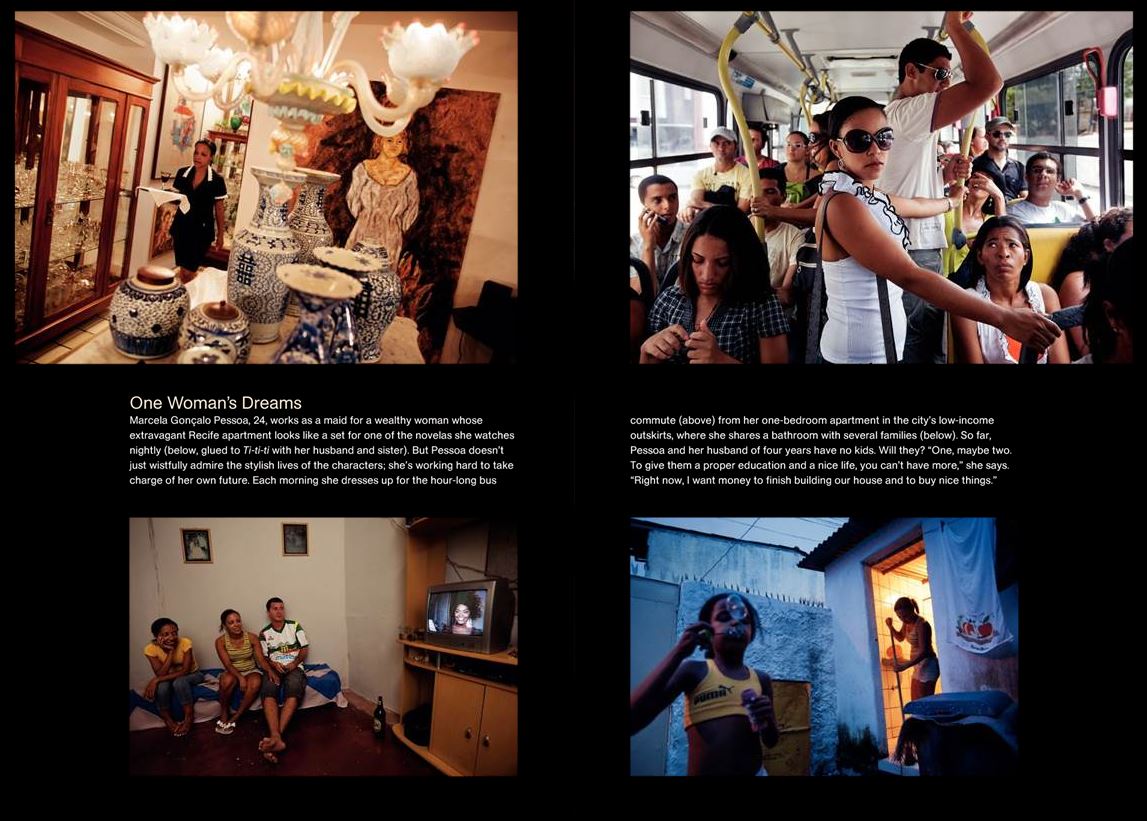 One Woman's Dreams
Marcela Gonçalo Pessoa, 24, works as a maid for a wealthy woman whose
extravagant Recife apartment looks like a set for one of the novelas she watches
nightly (below, glued to Ti-ti-ti with her husband and sister). But Pessoa doesn't
just wistfully admire the stylish lives of the characters; she's working hard to take
charge of her own future. Each morning she dresses up for the hour-long bus
commute (above) from her one-bedroom apartment in the city's low-income
outskirts, where she shares a bathroom with several families (below). So far,
Pessoa and her husband of four years have no kids. Will they? “One, maybe two.
To give them a proper education and a nice life, you can't have more,” she says.
“Right now, I want money to finish building our house and to buy nice things.”
PUMA